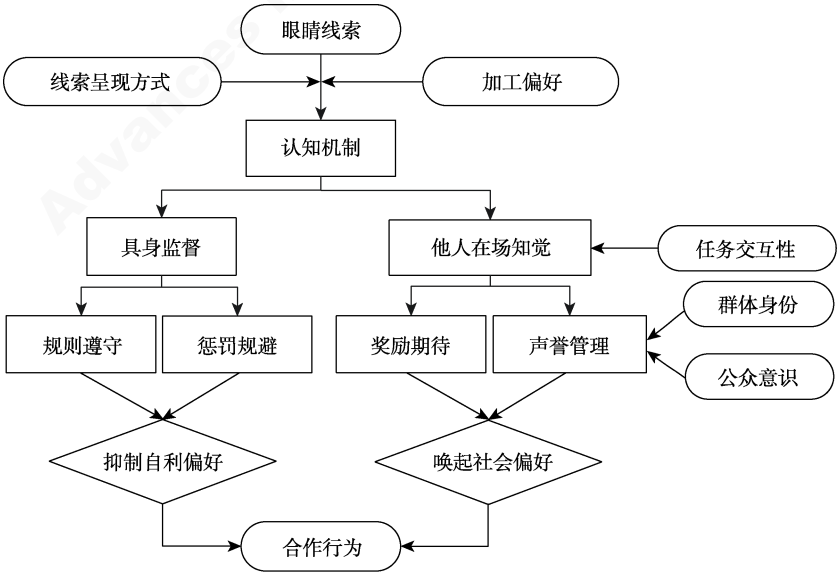 眼睛线索
线索呈现方式
加工偏好
认知机制
具身监督
他人在场知觉
任务交互性
群体身份
规则遵守
惩罚规避
奖励期待
声誉管理
公众意识
抑制自利偏好
唤起社会偏好
合作行为
Advances